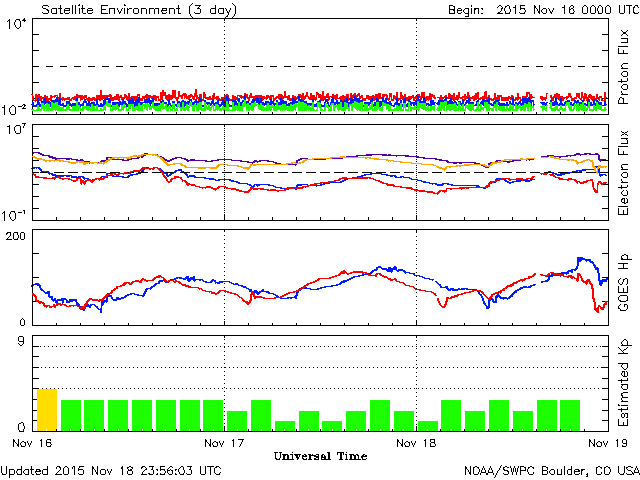 Satellite Environment (3 day) Begin: 2015 Nov 16 0000 UTC
10⁴
10⁻²
Proton Flux
10⁷
10⁻¹
Electron Flux
200
0
GOES Hp
9
0
Estimated Kp
Nov 16 Nov 17 Nov 18 Nov 19
Universal Time
Updated 2015 Nov 18 23:56:03 UTC NOAA/SWPC Boulder, CO USA